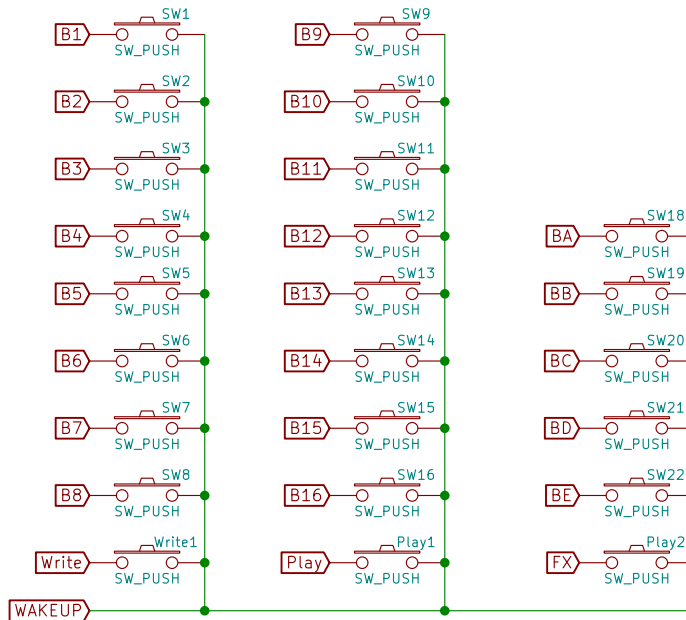 SW1
B1
SW_PUSH
SW2
B2
SW_PUSH
SW3
B3
SW_PUSH
SW4
B4
SW_PUSH
SW5
B5
SW_PUSH
SW6
B6
SW_PUSH
SW7
B7
SW_PUSH
SW8
B8
SW_PUSH
Write1
Write
SW_PUSH
WAKEUP
SW9
B9
SW_PUSH
SW10
B10
SW_PUSH
SW11
B11
SW_PUSH
SW12
B12
SW_PUSH
SW13
B13
SW_PUSH
SW14
B14
SW_PUSH
SW15
B15
SW_PUSH
SW16
B16
SW_PUSH
Play1
Play
SW_PUSH
SW18
BA
SW_PUSH
SW19
BB
SW_PUSH
SW20
BC
SW_PUSH
SW21
BD
SW_PUSH
SW22
BE
SW_PUSH
Play2
FX
SW_PUSH